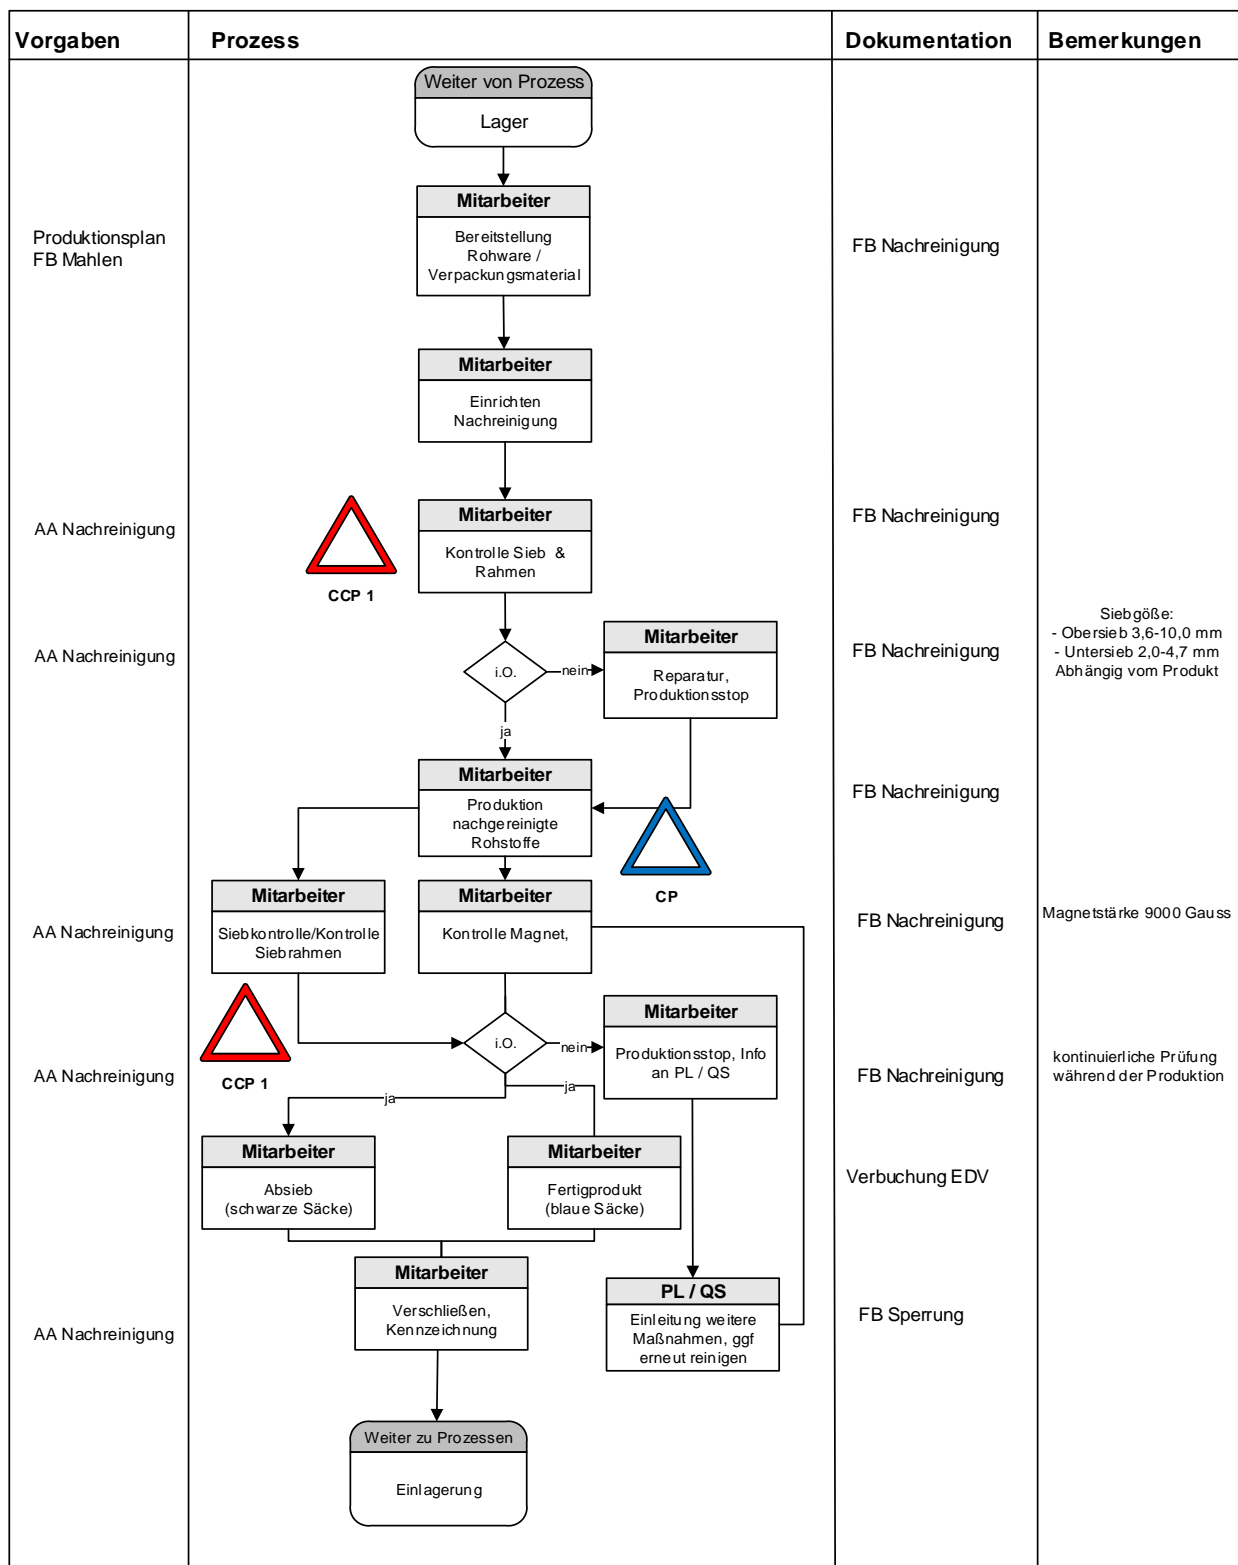 Vorgaben
Prozess
Dokumentation
Bemerkungen
Weiter von Prozess
Lager
Mitarbeiter
Produktionsplan
FB Mahlen
Bereitstellung
Rohware /
Verpackungsmaterial
FB Nachreinigung
Mitarbeiter
Einrichten
Nachreinigung
AA Nachreinigung
CCP 1
Mitarbeiter
Kontrolle Sieb &
Rahmen
FB Nachreinigung
AA Nachreinigung
i.O.
nein
ja
Mitarbeiter
Reparatur,
Produktionsstop
FB Nachreinigung
Siebgöße:
- Obersieb 3,6-10,0 mm
- Untersieb 2,0-4,7 mm
Abhängig vom Produkt
Mitarbeiter
Produktion
nachgereinigte
Rohstoffe
CP
FB Nachreinigung
AA Nachreinigung
Mitarbeiter
Siebkontrolle/Kontrolle
Siebrahmen
Mitarbeiter
Kontrolle Magnet,
FB Nachreinigung
Magnetstärke 9000 Gauss
AA Nachreinigung
CCP 1
i.O.
nein
ja
ja
Mitarbeiter
Produktionsstop, Info
an PL / QS
FB Nachreinigung
kontinuierliche Prüfung
während der Produktion
Mitarbeiter
Absieb
(schwarze Säcke)
Mitarbeiter
Fertigprodukt
(blaue Säcke)
Verbuchung EDV
AA Nachreinigung
Mitarbeiter
Verschließen,
Kennzeichnung
PL / QS
Einleitung weitere
Maßnahmen, ggf
erneut reinigen
FB Sperrung
Weiter zu Prozessen
Einlagerung